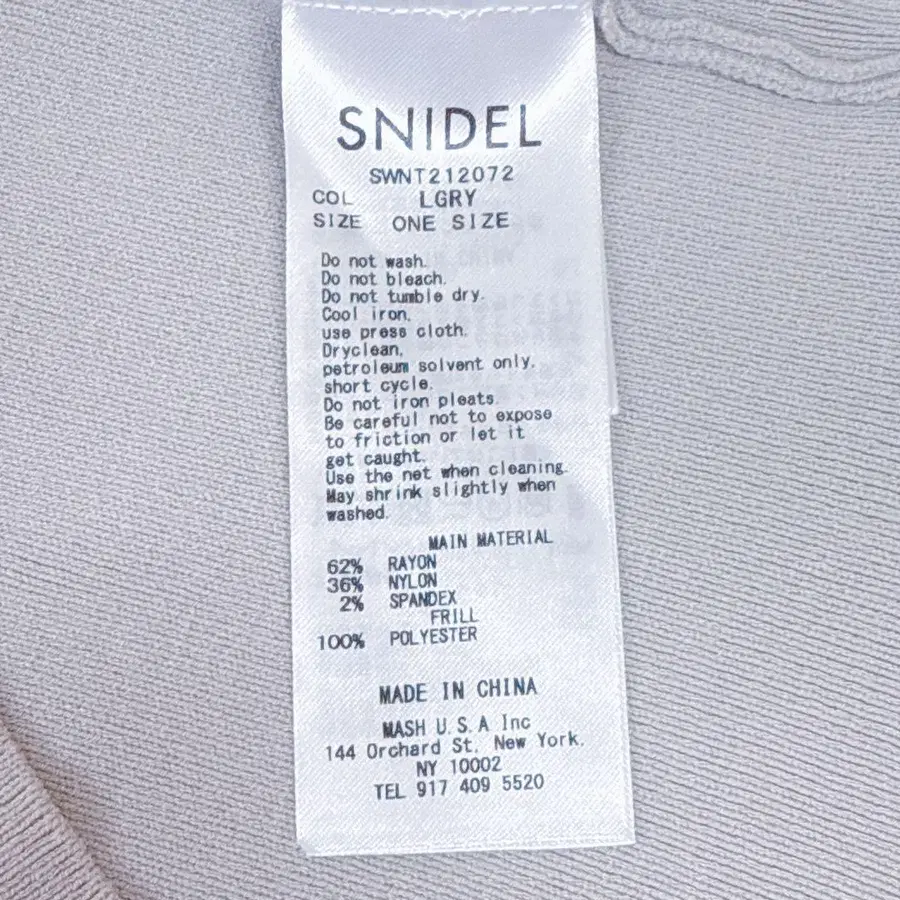 SNIDEL
SWNT212072
COL LGRY
SIZE ONE SIZE
Do not wash.
Do not bleach.
Do not tumble dry.
Cool iron,
use press cloth.
Dryclean,
petroleum solvent only,
short cycle.
Do not iron pleats.
Be careful not to expose
to friction or let it
get caught.
Use the net when cleaning.
May shrink slightly when
washed.
MAIN MATERIAL
62% RAYON
36% NYLON
2% SPANDEX
FRILL
100% POLYESTER
MADE IN CHINA
MASH U.S.A Inc
144 Orchard St. New York.
NY 10002
TEL 917 409 5520